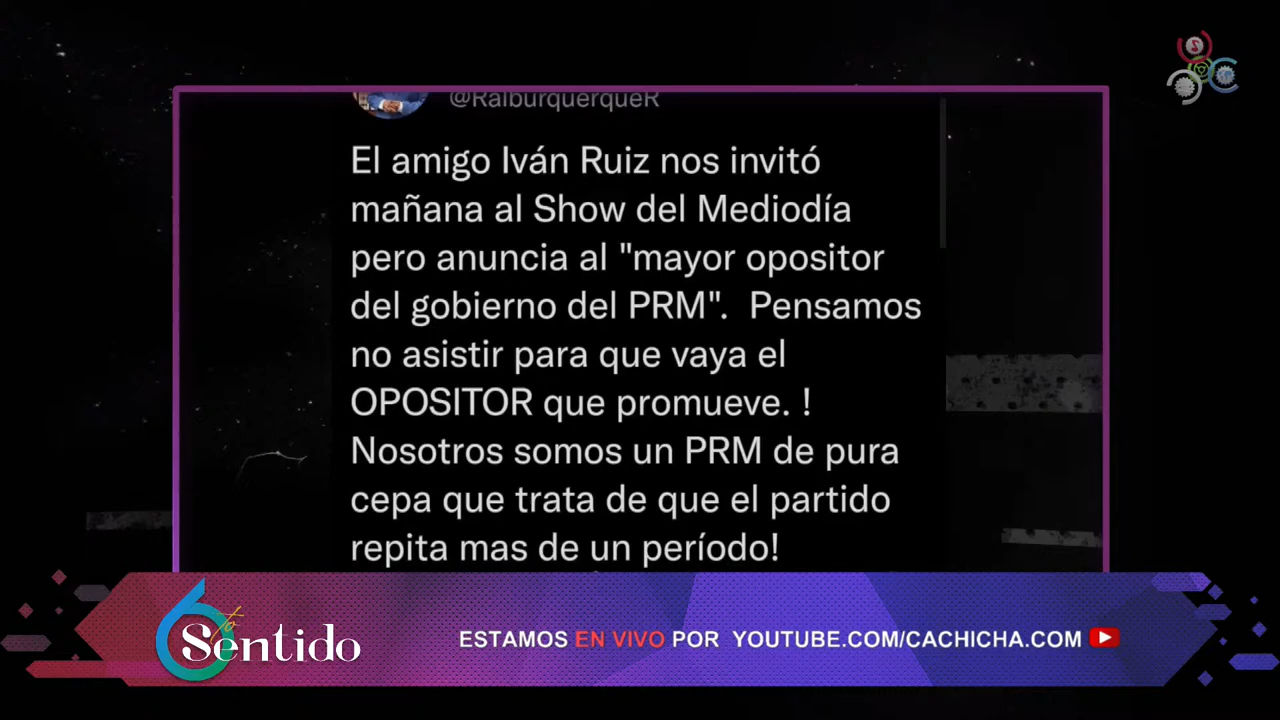 @RalburquerqueR
El amigo Iván Ruiz nos invitó
mañana al Show del Mediodía
pero anuncia al "mayor opositor
del gobierno del PRM".  Pensamos
no asistir para que vaya el
OPOSITOR que promueve. !
Nosotros somos un PRM de pura
cepa que trata de que el partido
repita mas de un período!
6to Sentido
ESTAMOS EN VIVO POR YOUTUBE.COM/CACHICHA.COM